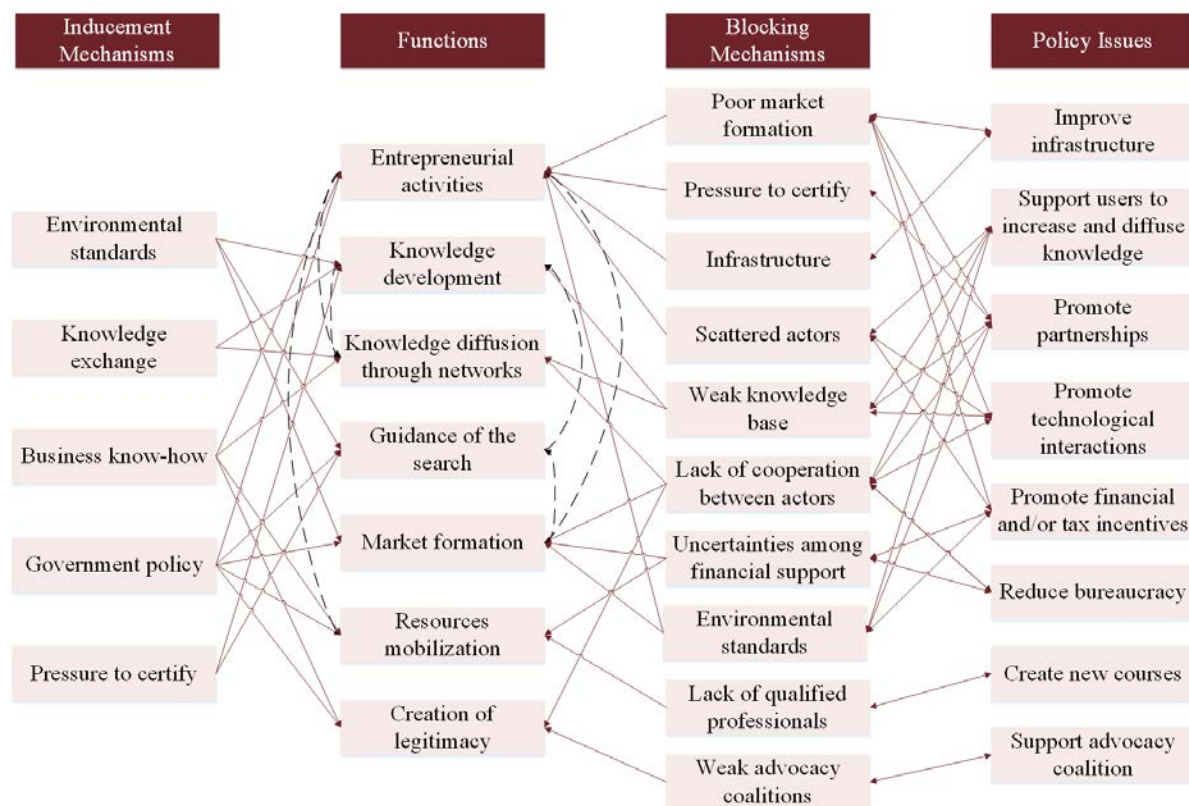 Inducement
Mechanisms
Functions
Blocking
Mechanisms
Policy Issues
Environmental
standards
Knowledge
exchange
Business know-how
Government policy
Pressure to certify
Entrepreneurial
activities
Knowledge
development
Knowledge diffusion
through networks
Guidance of the
search
Market formation
Resources
mobilization
Creation of
legitimacy
Poor market
formation
Pressure to certify
Infrastructure
Scattered actors
Weak knowledge
base
Lack of cooperation
between actors
Uncertainties among
financial support
Environmental
standards
Lack of qualified
professionals
Weak advocacy
coalitions
Improve
infrastructure
Support users to
increase and diffuse
knowledge
Promote
partnerships
Promote
technological
interactions
Promote financial
and/or tax incentives
Reduce bureaucracy
Create new courses
Support advocacy
coalition